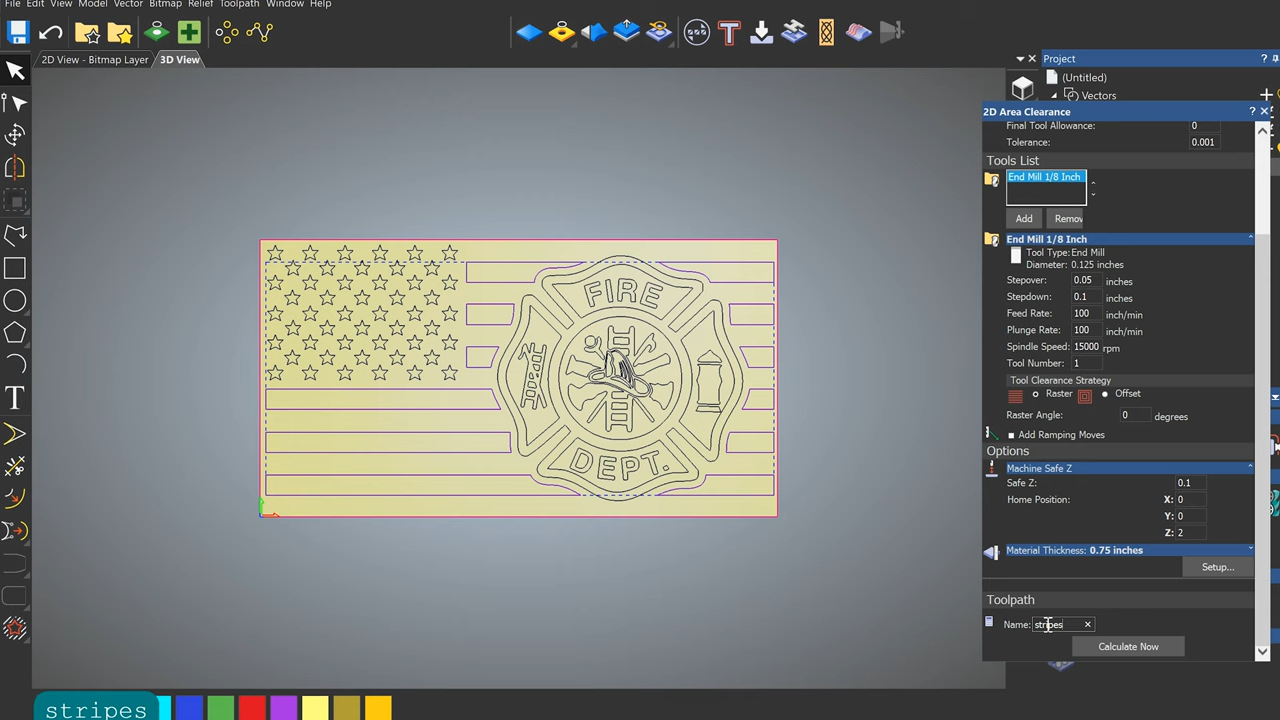 File Edit View Model Vector Bitmap Relief Toolpath Window Help
2D View - Bitmap Layer
3D View
Project
(Untitled)
Vectors
2D Area Clearance
Final Tool Allowance: 0
Tolerance: 0.001
Tools List
End Mill 1/8 Inch
Add
Remov
End Mill 1/8 Inch
Tool Type: End Mill
Diameter: 0.125 inches
Stepover: 0.05 inches
Stepdown: 0.1 inches
Feed Rate: 100 inch/min
Plunge Rate: 100 inch/min
Spindle Speed: 15000 rpm
Tool Number: 1
Tool Clearance Strategy
Raster
Offset
Raster Angle: 0 degrees
Add Ramping Moves
Options
Machine Safe Z
Safe Z: 0.1
Home Position: X: 0
Y: 0
Z: 2
Material Thickness: 0.75 inches
Setup...
Toolpath
Name: stripes
Calculate Now
FIRE
DEPT.
stripes